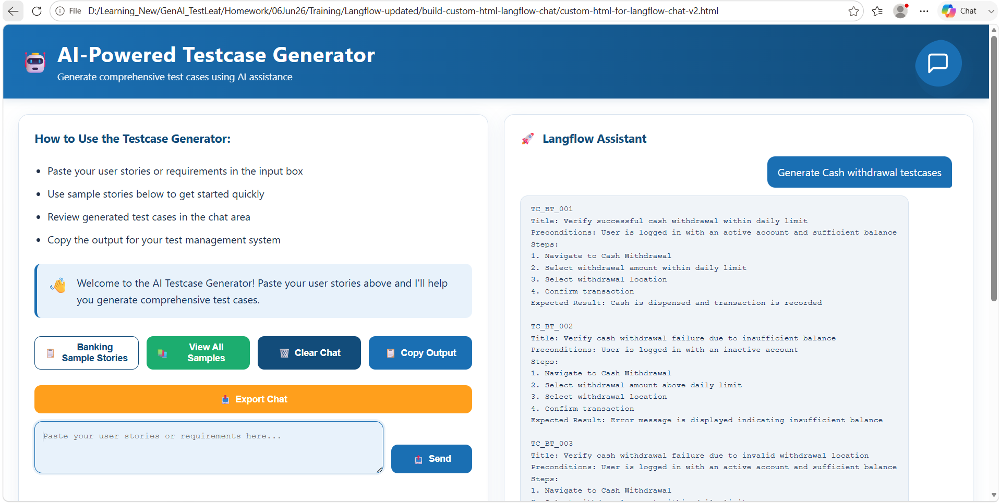 File
D:/Learning_New/GenAI_TestLeaf/Homework/06Jun26/Training/Langflow-updated/build-custom-html-langflow-chat/custom-html-for-langflow-chat-v2.html
Chat
AI-Powered Testcase Generator
Generate comprehensive test cases using AI assistance
How to Use the Testcase Generator:
Paste your user stories or requirements in the input box
Use sample stories below to get started quickly
Review generated test cases in the chat area
Copy the output for your test management system
Welcome to the AI Testcase Generator! Paste your user stories above and I'll help
you generate comprehensive test cases.
Banking
Sample Stories
View All
Samples
Clear Chat
Copy Output
Export Chat
Paste your user stories or requirements here...
Send
Langflow Assistant
Generate Cash withdrawal testcases
TC_BT_001
Title: Verify successful cash withdrawal within daily limit
Preconditions: User is logged in with an active account and sufficient balance
Steps:
1. Navigate to Cash Withdrawal
2. Select withdrawal amount within daily limit
3. Select withdrawal location
4. Confirm transaction
Expected Result: Cash is dispensed and transaction is recorded
TC_BT_002
Title: Verify cash withdrawal failure due to insufficient balance
Preconditions: User is logged in with an inactive account
Steps:
1. Navigate to Cash Withdrawal
2. Select withdrawal amount above daily limit
3. Select withdrawal location
4. Confirm transaction
Expected Result: Error message is displayed indicating insufficient balance
TC_BT_003
Title: Verify cash withdrawal failure due to invalid withdrawal location
Preconditions: User is logged in with an active account and sufficient balance
Steps:
1. Navigate to Cash Withdrawal